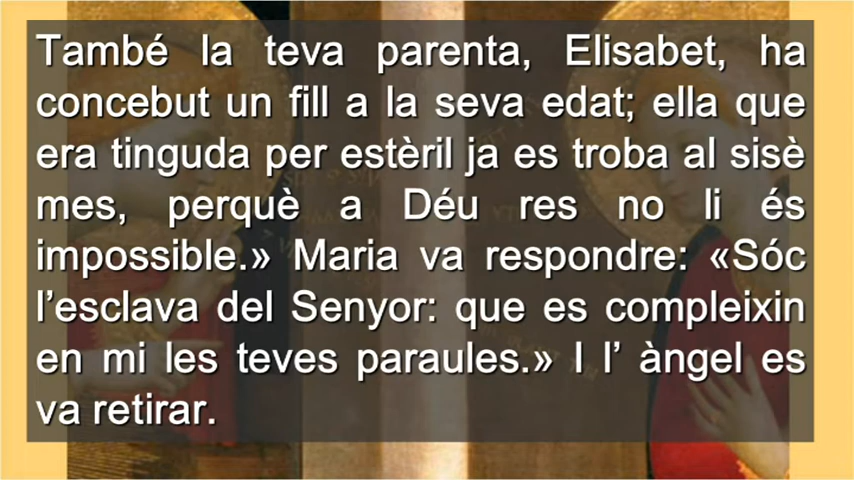 També la teva parenta, Elisabet, ha
concebut un fill a la seva edat; ella que
era tinguda per estèril ja es troba al sisè
mes, perquè a Déu res no li és
impossible.» Maria va respondre: «Sóc
l’esclava del Senyor: que es compleixin
en mi les teves paraules.» I l’ àngel es
va retirar.